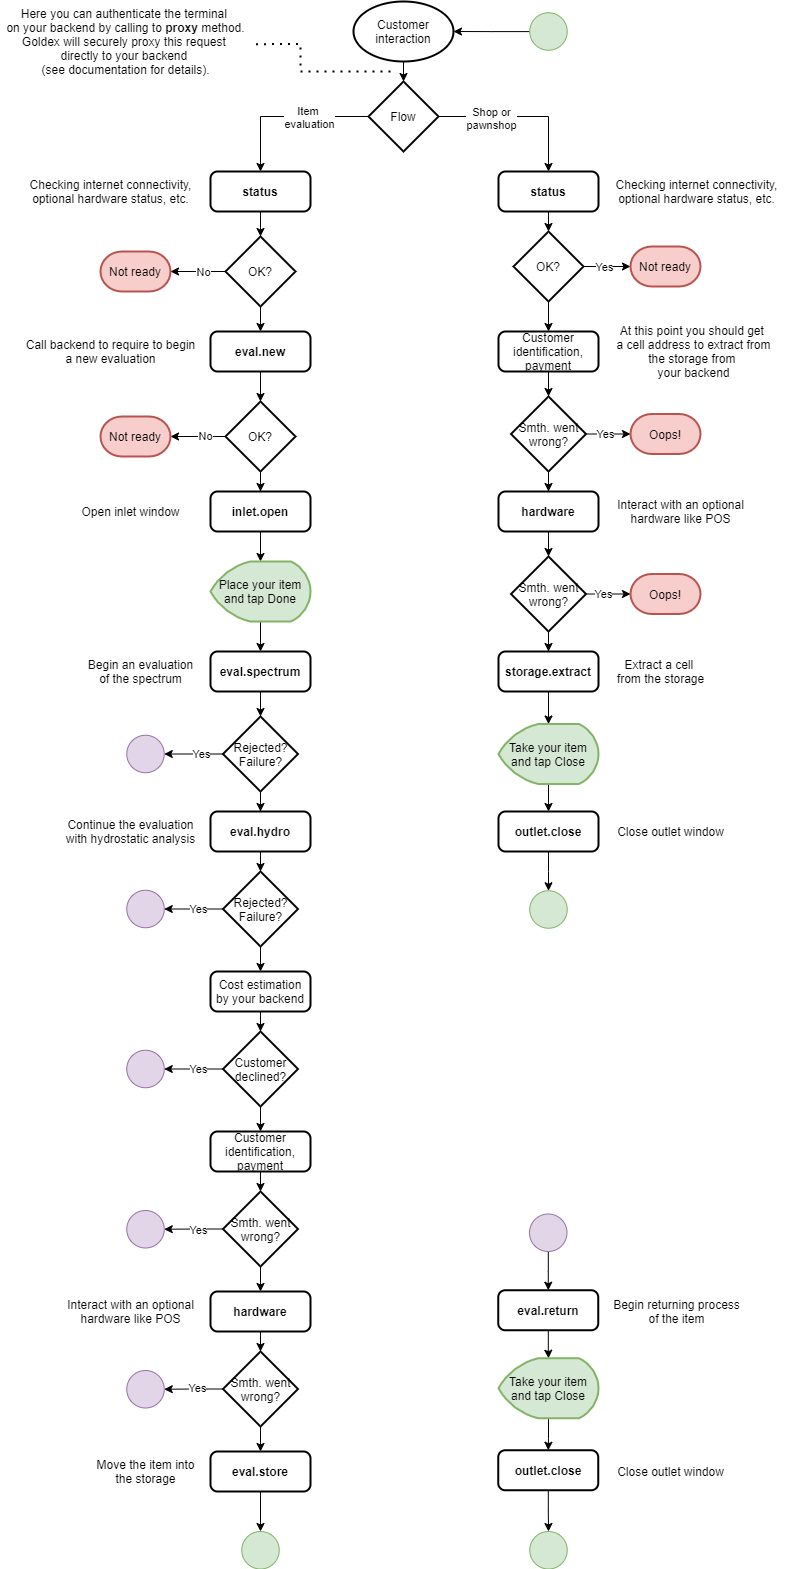 Here you can authenticate the terminal
on your backend by calling to proxy method.
Goldex will securely proxy this request
directly to your backend
(see documentation for details).
Customer
interaction
Flow
Item
evaluation
Shop or
pawnshop
Checking internet connectivity,
optional hardware status, etc.
status
status
Checking internet connectivity,
optional hardware status, etc.
Not ready
No
OK?
OK?
Yes
Not ready
Call backend to require to begin
a new evaluation
eval.new
Customer
identification,
payment
At this point you should get
a cell address to extract from
the storage from
your backend
Not ready
No
OK?
Smth. went
wrong?
Yes
Oops!
Open inlet window
inlet.open
hardware
Interact with an optional
hardware like POS
Place your item
and tap Done
Smth. went
wrong?
Yes
Oops!
Begin an evaluation
of the spectrum
eval.spectrum
storage.extract
Extract a cell
from the storage
Yes
Rejected?
Failure?
Take your item
and tap Close
Continue the evaluation
with hydrostatic analysis
eval.hydro
outlet.close
Close outlet window
Yes
Rejected?
Failure?
Cost estimation
by your backend
Yes
Customer
declined?
Customer
identification,
payment
Yes
Smth. went
wrong?
Interact with an optional
hardware like POS
hardware
eval.return
Begin returning process
of the item
Yes
Smth. went
wrong?
Take your item
and tap Close
Move the item into
the storage
eval.store
outlet.close
Close outlet window